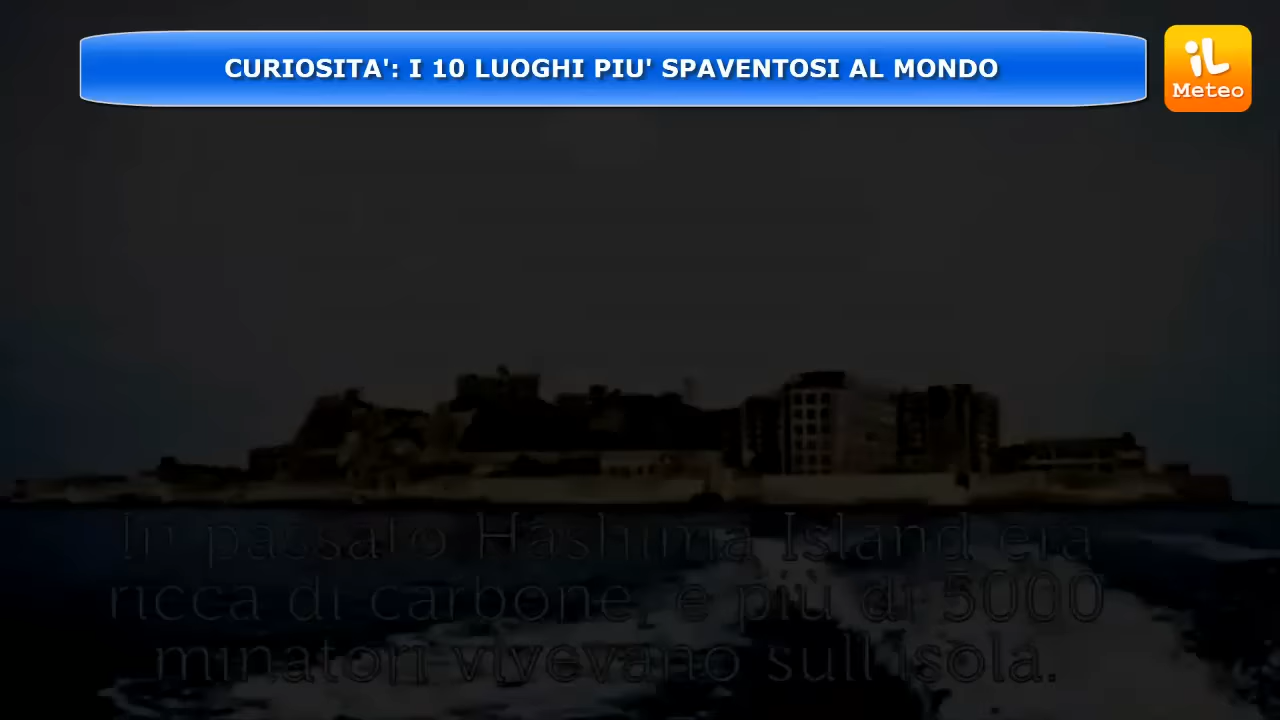 CURIOSITA': I 10 LUOGHI PIU' SPAVENTOSI AL MONDO
iL
Meteo
In passato Hashima Island era
ricca di carbone, e più di 5000
minatori vivevano sull'isola.